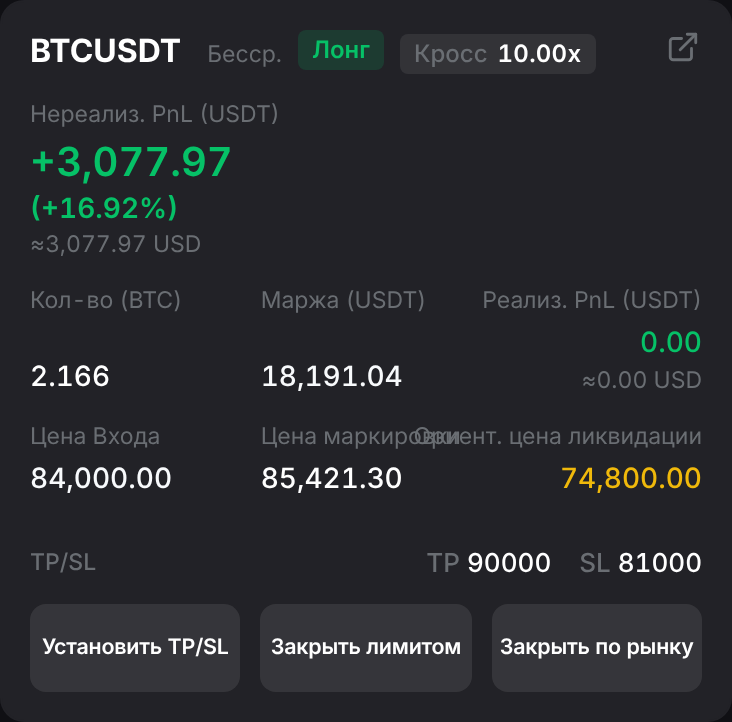 BTCUSDT Бесср. Лонг Кросс 10.00x
Нереализ. PnL (USDT)
+3,077.97
(+16.92%)
≈3,077.97 USD
Кол-во (BTC) Маржа (USDT) Реализ. PnL (USDT)
0.00
2.166 18,191.04 ≈0.00 USD
Цена Входа Цена маркировки Ориент. цена ликвидации
84,000.00 85,421.30 74,800.00
TP/SL TP 90000 SL 81000
Установить TP/SL Закрыть лимитом Закрыть по рынку